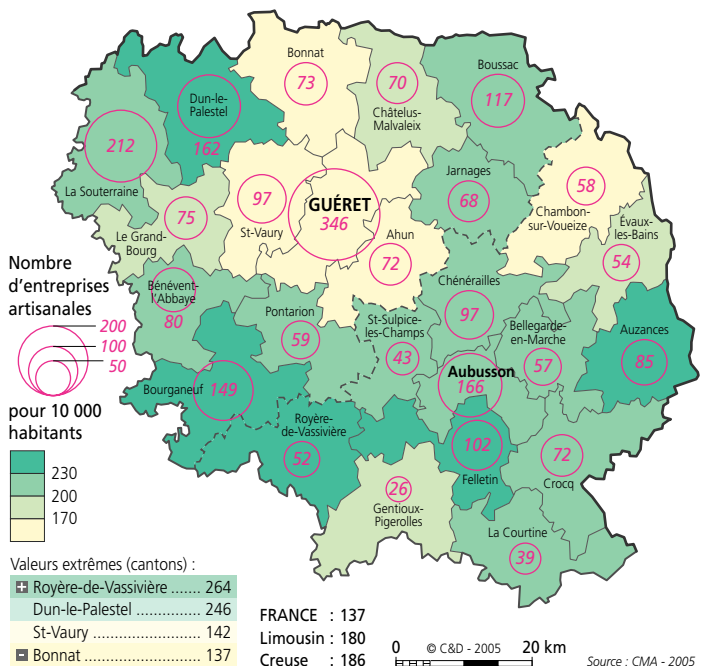 Bonnat
73
70
Châtelus-
Malvaleix
Boussac
117
Dun-le-
Palestel
162
212
La Souterraine
Jarnages
68
58
Chambon-
sur-Voueize
97
St-Vaury
GUÉRET
346
75
Le Grand-
Bourg
Ahun
72
Évaux-
les-Bains
54
Nombre
d'entreprises
artisanales
200
100
50
Bénévent-
l'Abbaye
80
Chénérailles
97
Pontarion
59
St-Sulpice-
les-Champs
43
Bellegarde-
en-Marche
57
Auzances
85
Bourganeuf
149
Aubusson
166
pour 10 000
habitants
230
200
170
Royère-
de-Vassivière
52
102
Felletin
72
Crocq
26
Gentioux-
Pigerolles
La Courtine
39
Valeurs extrêmes (cantons) :
+ Royère-de-Vassivière ....... 264
Dun-le-Palestel ............... 246
St-Vaury ....................... 142
- Bonnat ........................ 137
FRANCE : 137
Limousin : 180
Creuse : 186
0 © C&D - 2005 20 km
Source : CMA - 2005